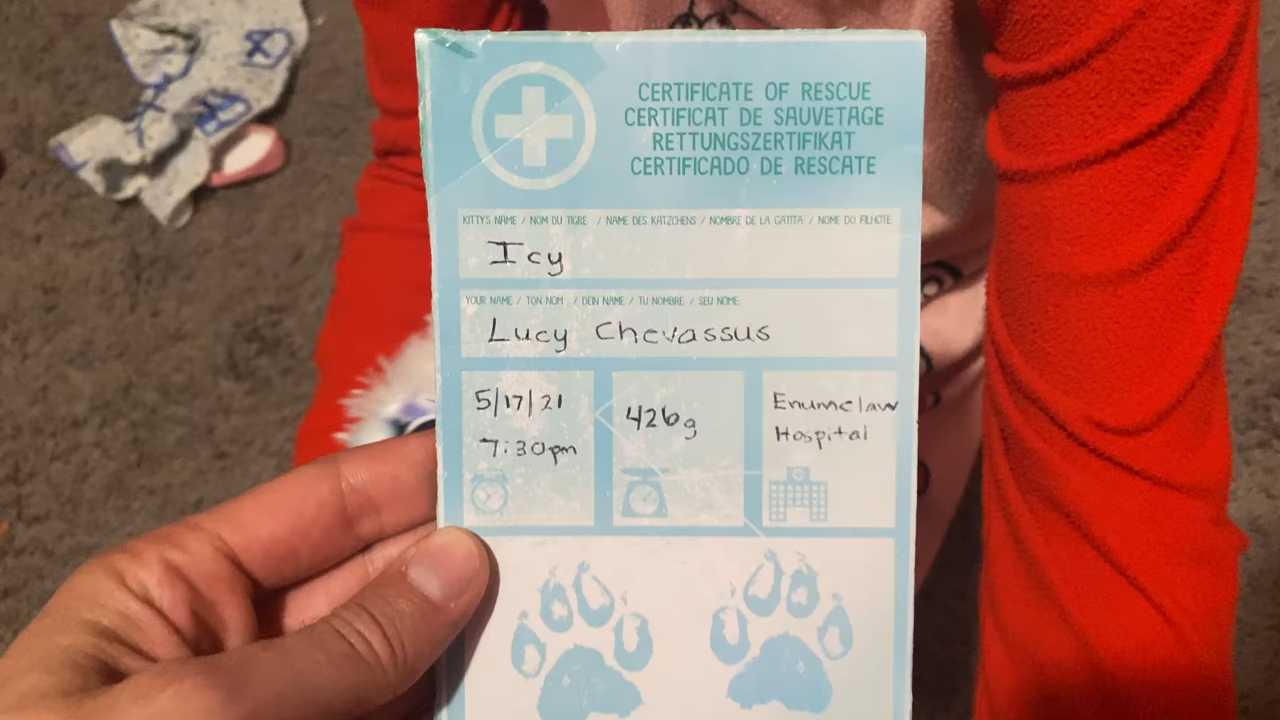 CERTIFICATE OF RESCUE
CERTIFICAT DE SAUVETAGE
RETTUNGSZERTIFIKAT
CERTIFICADO DE RESCATE
KITTYS NAME / NOM DU TIGRE / NAME DES KATZCHENS / NOMBRE DE LA GATITA / NOME DO FILHOTE:
Icy
YOUR NAME / TON NOM / DEIN NAME / TU NOMBRE / SEU NOME:
Lucy Chevassus
5/17/21
7:30pm
426g
Enumclaw
Hospital